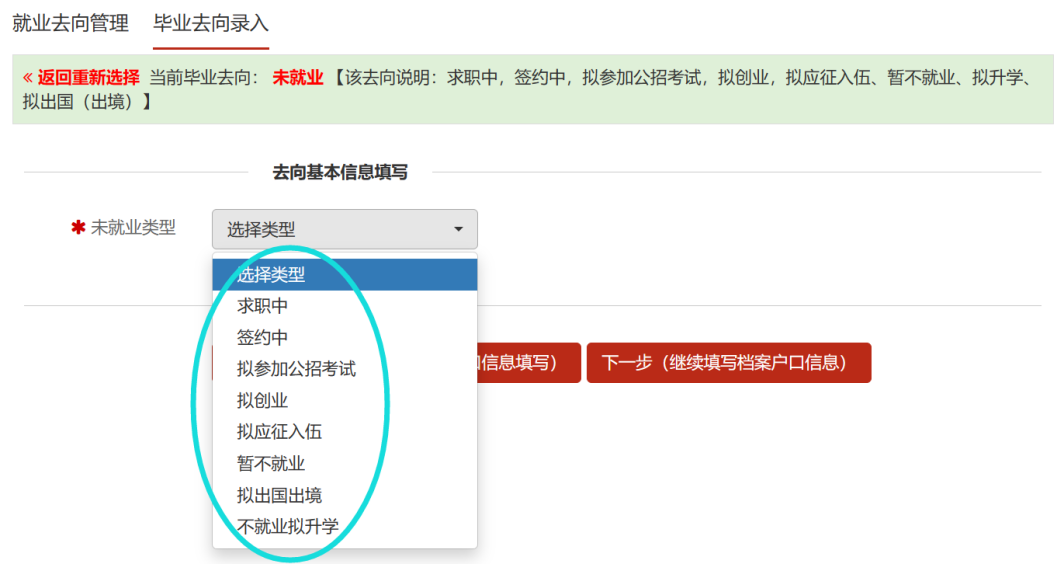 就业去向管理 毕业去向录入
«返回重新选择 当前毕业去向： 未就业【该去向说明：求职中，签约中，拟参加公招考试，拟创业，拟应征入伍、暂不就业、拟升学、
拟出国（出境）】
去向基本信息填写
✱ 未就业类型 选择类型
选择类型
求职中
签约中
拟参加公招考试
信息填写） 下一步（继续填写档案户口信息）
拟创业
拟应征入伍
暂不就业
拟出国出境
不就业拟升学